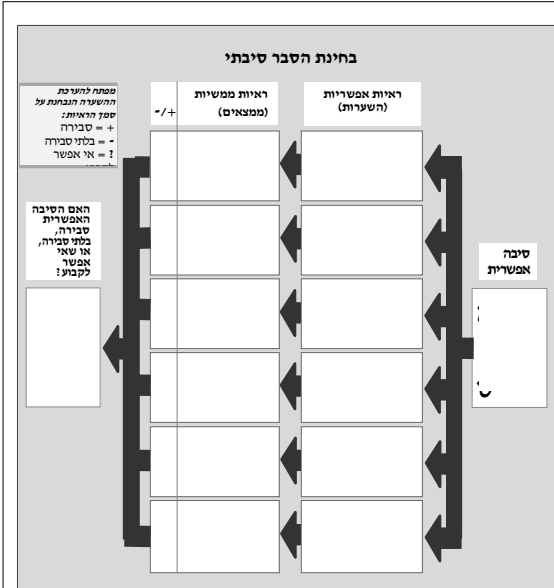 בחינת הסבר סיבתי
ראיות אפשריות
(השערות)
ראיות ממשיות
(ממצאים)
+/-
מפתח להערכת
ההשערה הנבחנת על
סמך הראיות:
+ = סבירה
- = בלתי סבירה
? = אי אפשר
סיבה
אפשרית
האם הסיבה
האפשרית
סבירה,
בלתי סבירה,
או שאי
אפשר
לקבוע?